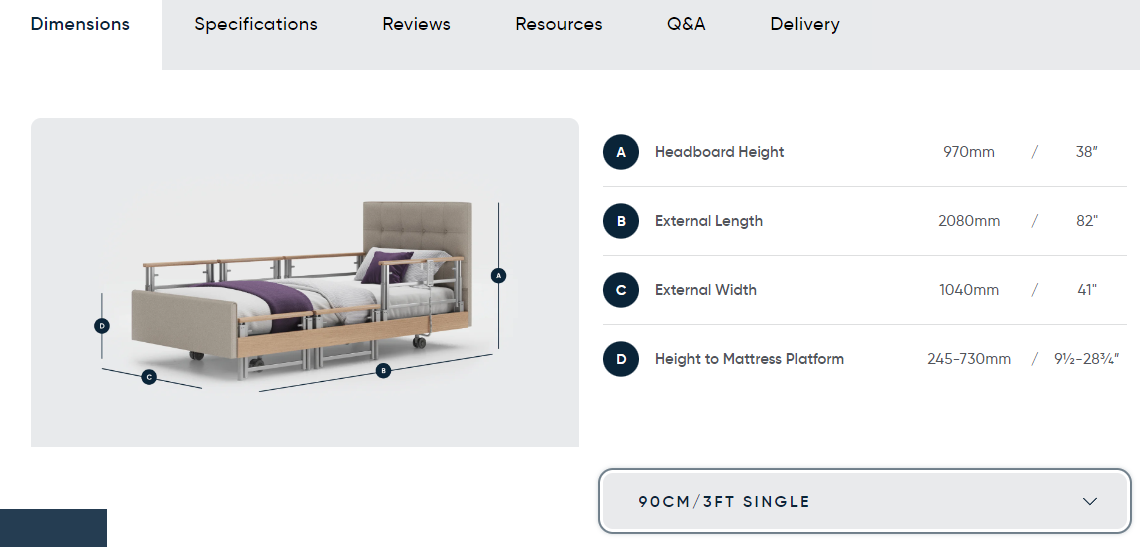 Dimensions Specifications Reviews Resources Q&A Delivery
A Headboard Height 970mm / 38"
B External Length 2080mm / 82"
C External Width 1040mm / 41"
D Height to Mattress Platform 245-730mm / 9½-28¾"
A
D
C
B
90CM/3FT SINGLE